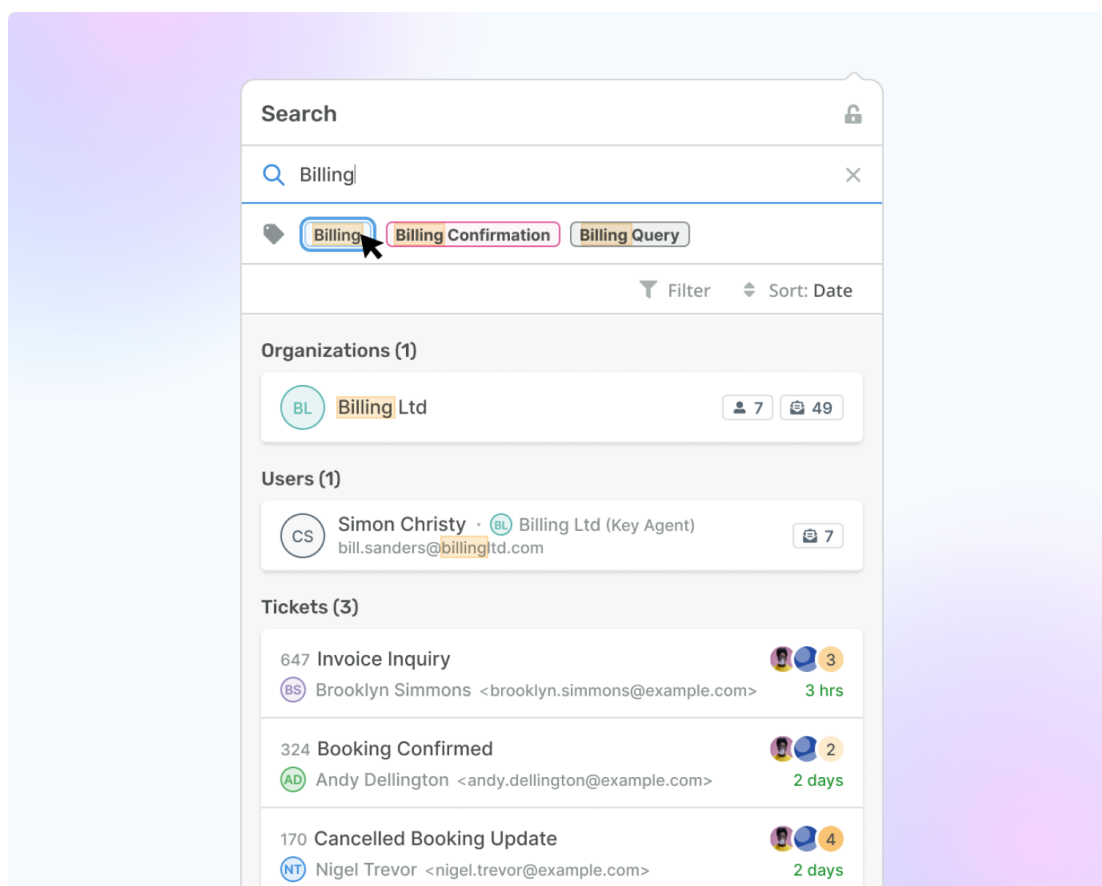 Search
Billing
Billing Billing Confirmation Billing Query
Filter Sort: Date
Organizations (1)
BL Billing Ltd 7 49
Users (1)
CS Simon Christy · BL Billing Ltd (Key Agent) 7
bill.sanders@billingltd.com
Tickets (3)
647 Invoice Inquiry 3
BS Brooklyn Simmons <brooklyn.simmons@example.com> 3 hrs
324 Booking Confirmed 2
AD Andy Dellington <andy.dellington@example.com> 2 days
170 Cancelled Booking Update 4
NT Nigel Trevor <nigel.trevor@example.com> 2 days